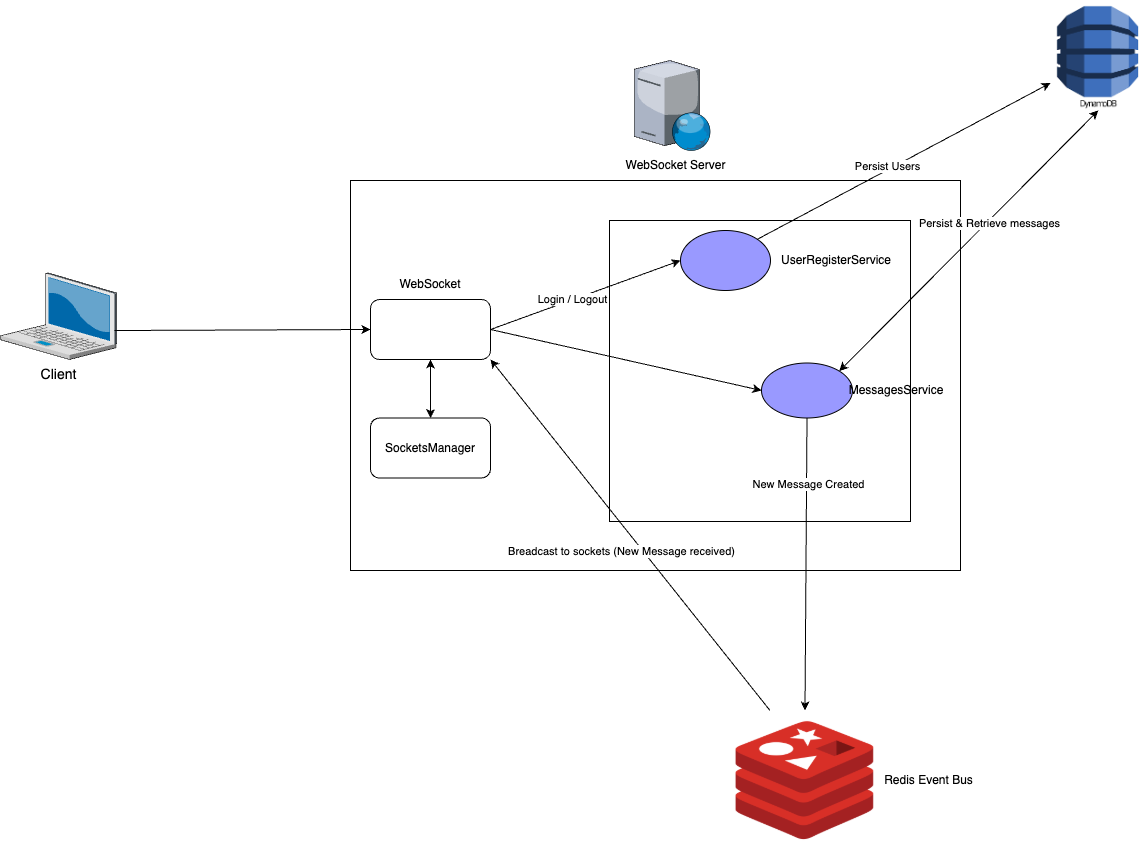 DynamoDB
WebSocket Server
Persist Users
Persist & Retrieve messages
UserRegisterService
WebSocket
Login / Logout
Client
MessagesService
SocketsManager
New Message Created
Breadcast to sockets (New Message received)
Redis Event Bus